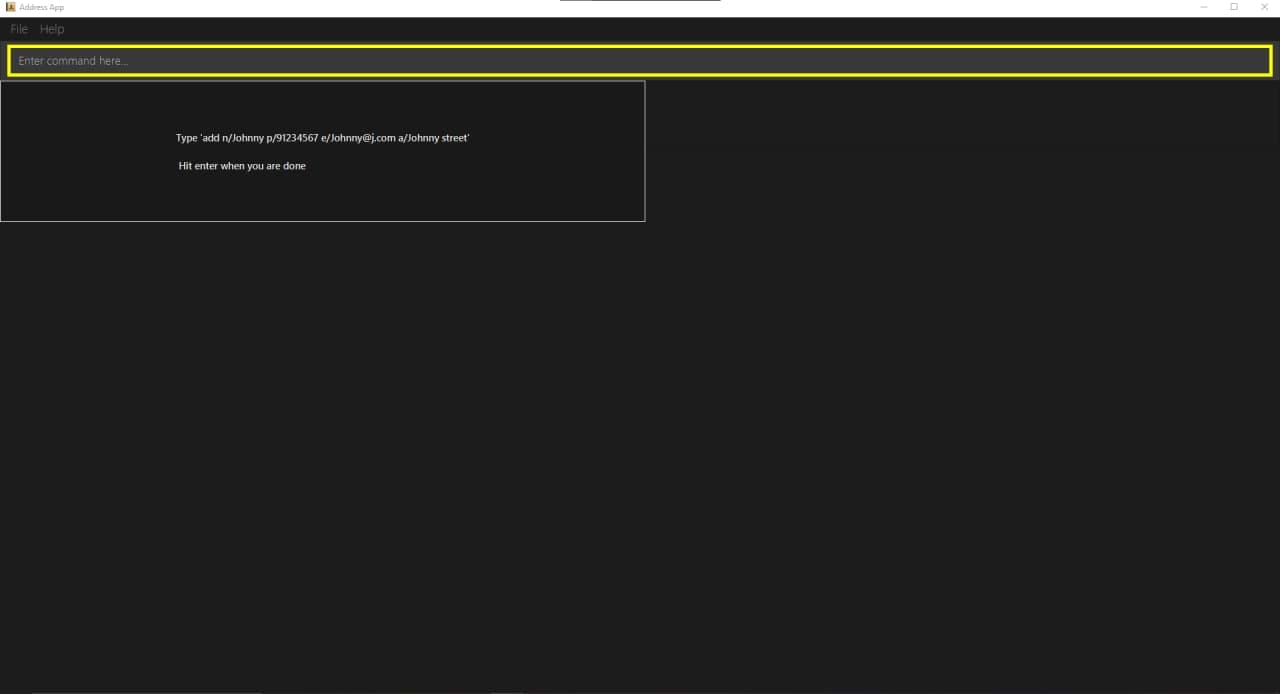 Address App
File Help
Enter command here...
Type 'add n/Johnny p/91234567 e/Johnny@j.com a/Johnny street'
Hit enter when you are done